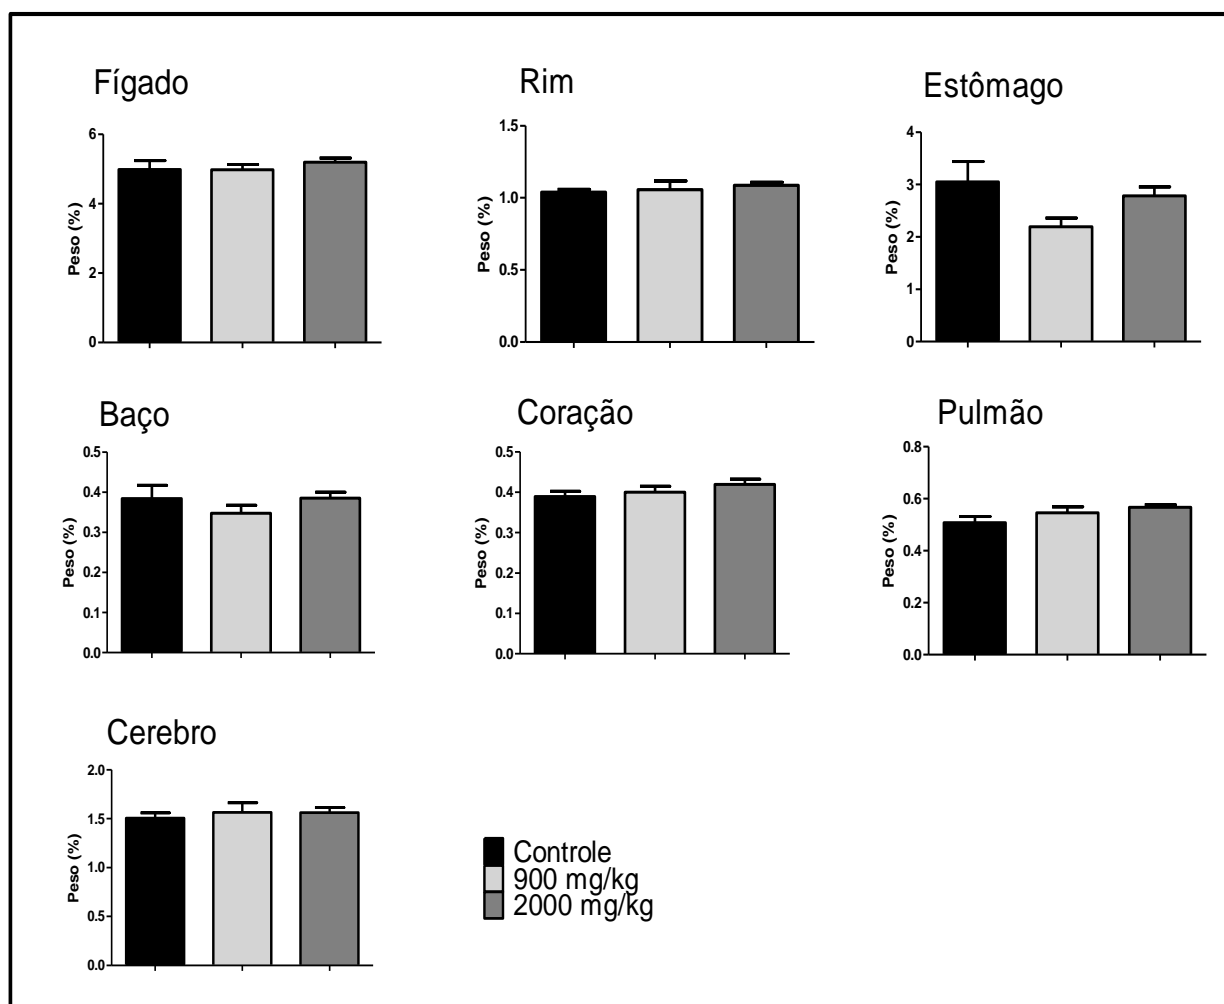 Fígado
Peso (%)
6
4
2
0
Rim
Peso (%)
1.5
1.0
0.5
0.0
Estômago
Peso (%)
4
3
2
1
0
Baço
Peso (%)
0.5
0.4
0.3
0.2
0.1
0.0
Coração
Peso (%)
0.5
0.4
0.3
0.2
0.1
0.0
Pulmão
Peso (%)
0.8
0.6
0.4
0.2
0.0
Cerebro
Peso (%)
2.0
1.5
1.0
0.5
0.0
Controle
900 mg/kg
2000 mg/kg